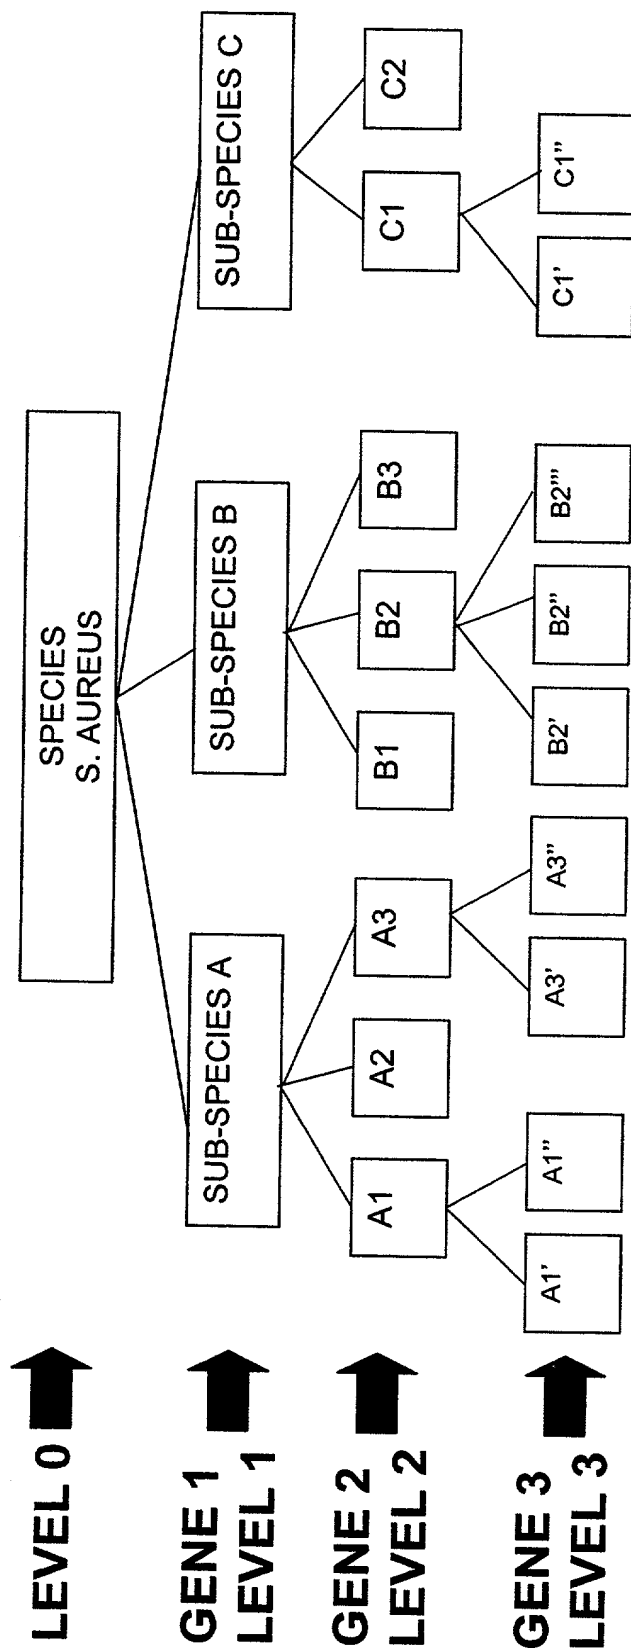 LEVEL 0
SPECIES
S. AUREUS
GENE 1
LEVEL 1
SUB-SPECIES A
SUB-SPECIES B
SUB-SPECIES C
GENE 2
LEVEL 2
A1
A2
A3
B1
B2
B3
C1
C2
GENE 3
LEVEL 3
A1'
A1"
A3'
A3"
B2'
B2"
B2"'
C1'
C1"